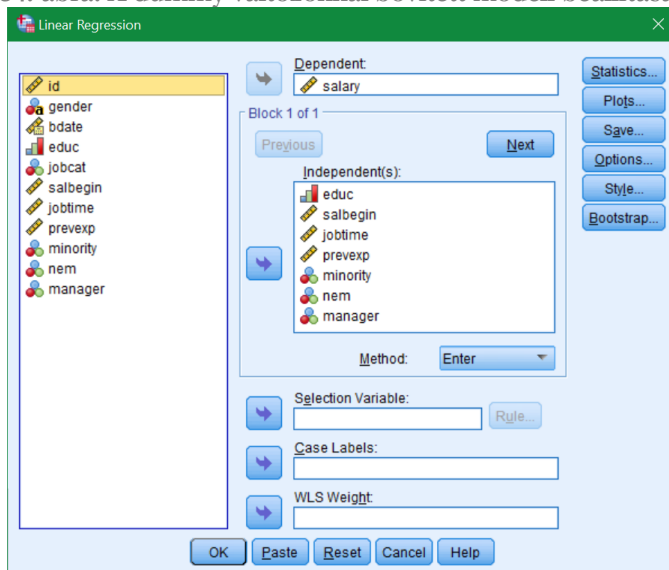 Linear Regression
id
gender
bdate
educ
jobcat
salbegin
jobtime
prevexp
minority
nem
manager
Dependent:
salary
Block 1 of 1
Previous
Next
Independent(s):
educ
salbegin
jobtime
prevexp
minority
nem
manager
Method:
Enter
Selection Variable:
Rule...
Case Labels:
WLS Weight:
Statistics...
Plots...
Save...
Options...
Style...
Bootstrap...
OK
Paste
Reset
Cancel
Help